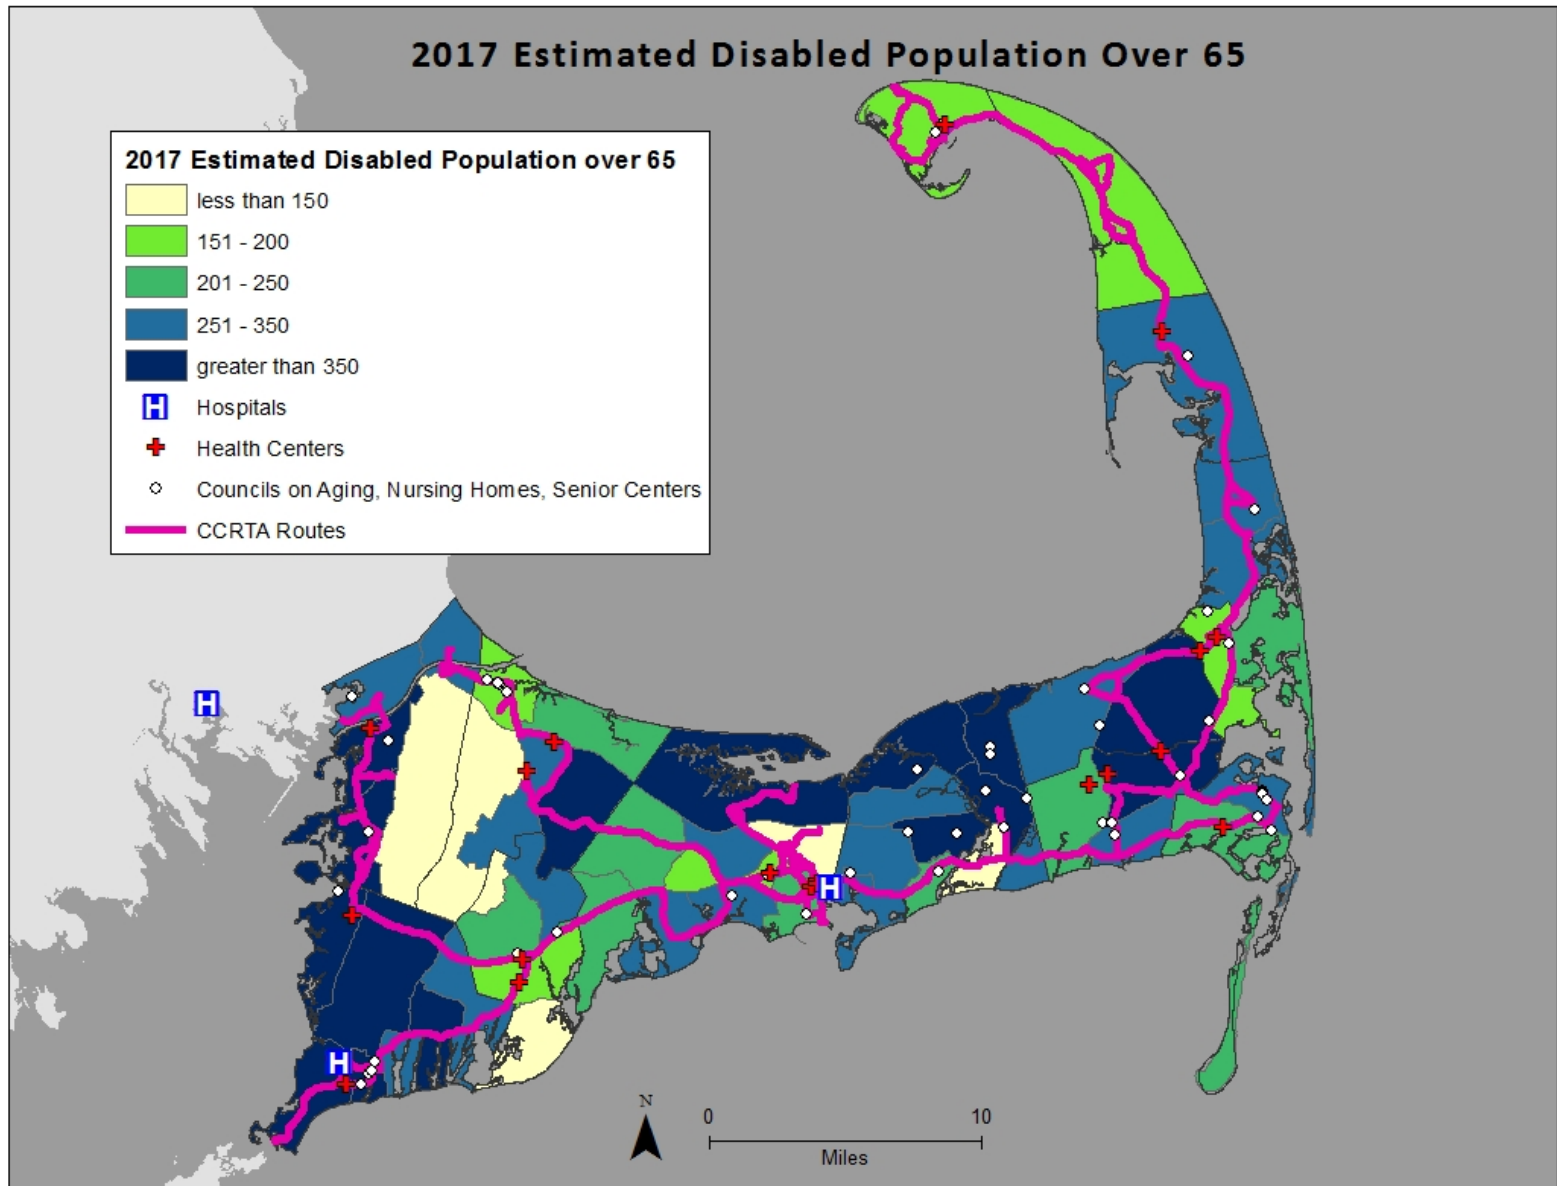 2017 Estimated Disabled Population Over 65
2017 Estimated Disabled Population over 65
less than 150
151 - 200
201 - 250
251 - 350
greater than 350
H Hospitals
Health Centers
Councils on Aging, Nursing Homes, Senior Centers
CCRTA Routes
H
H
H
N
0 10
Miles